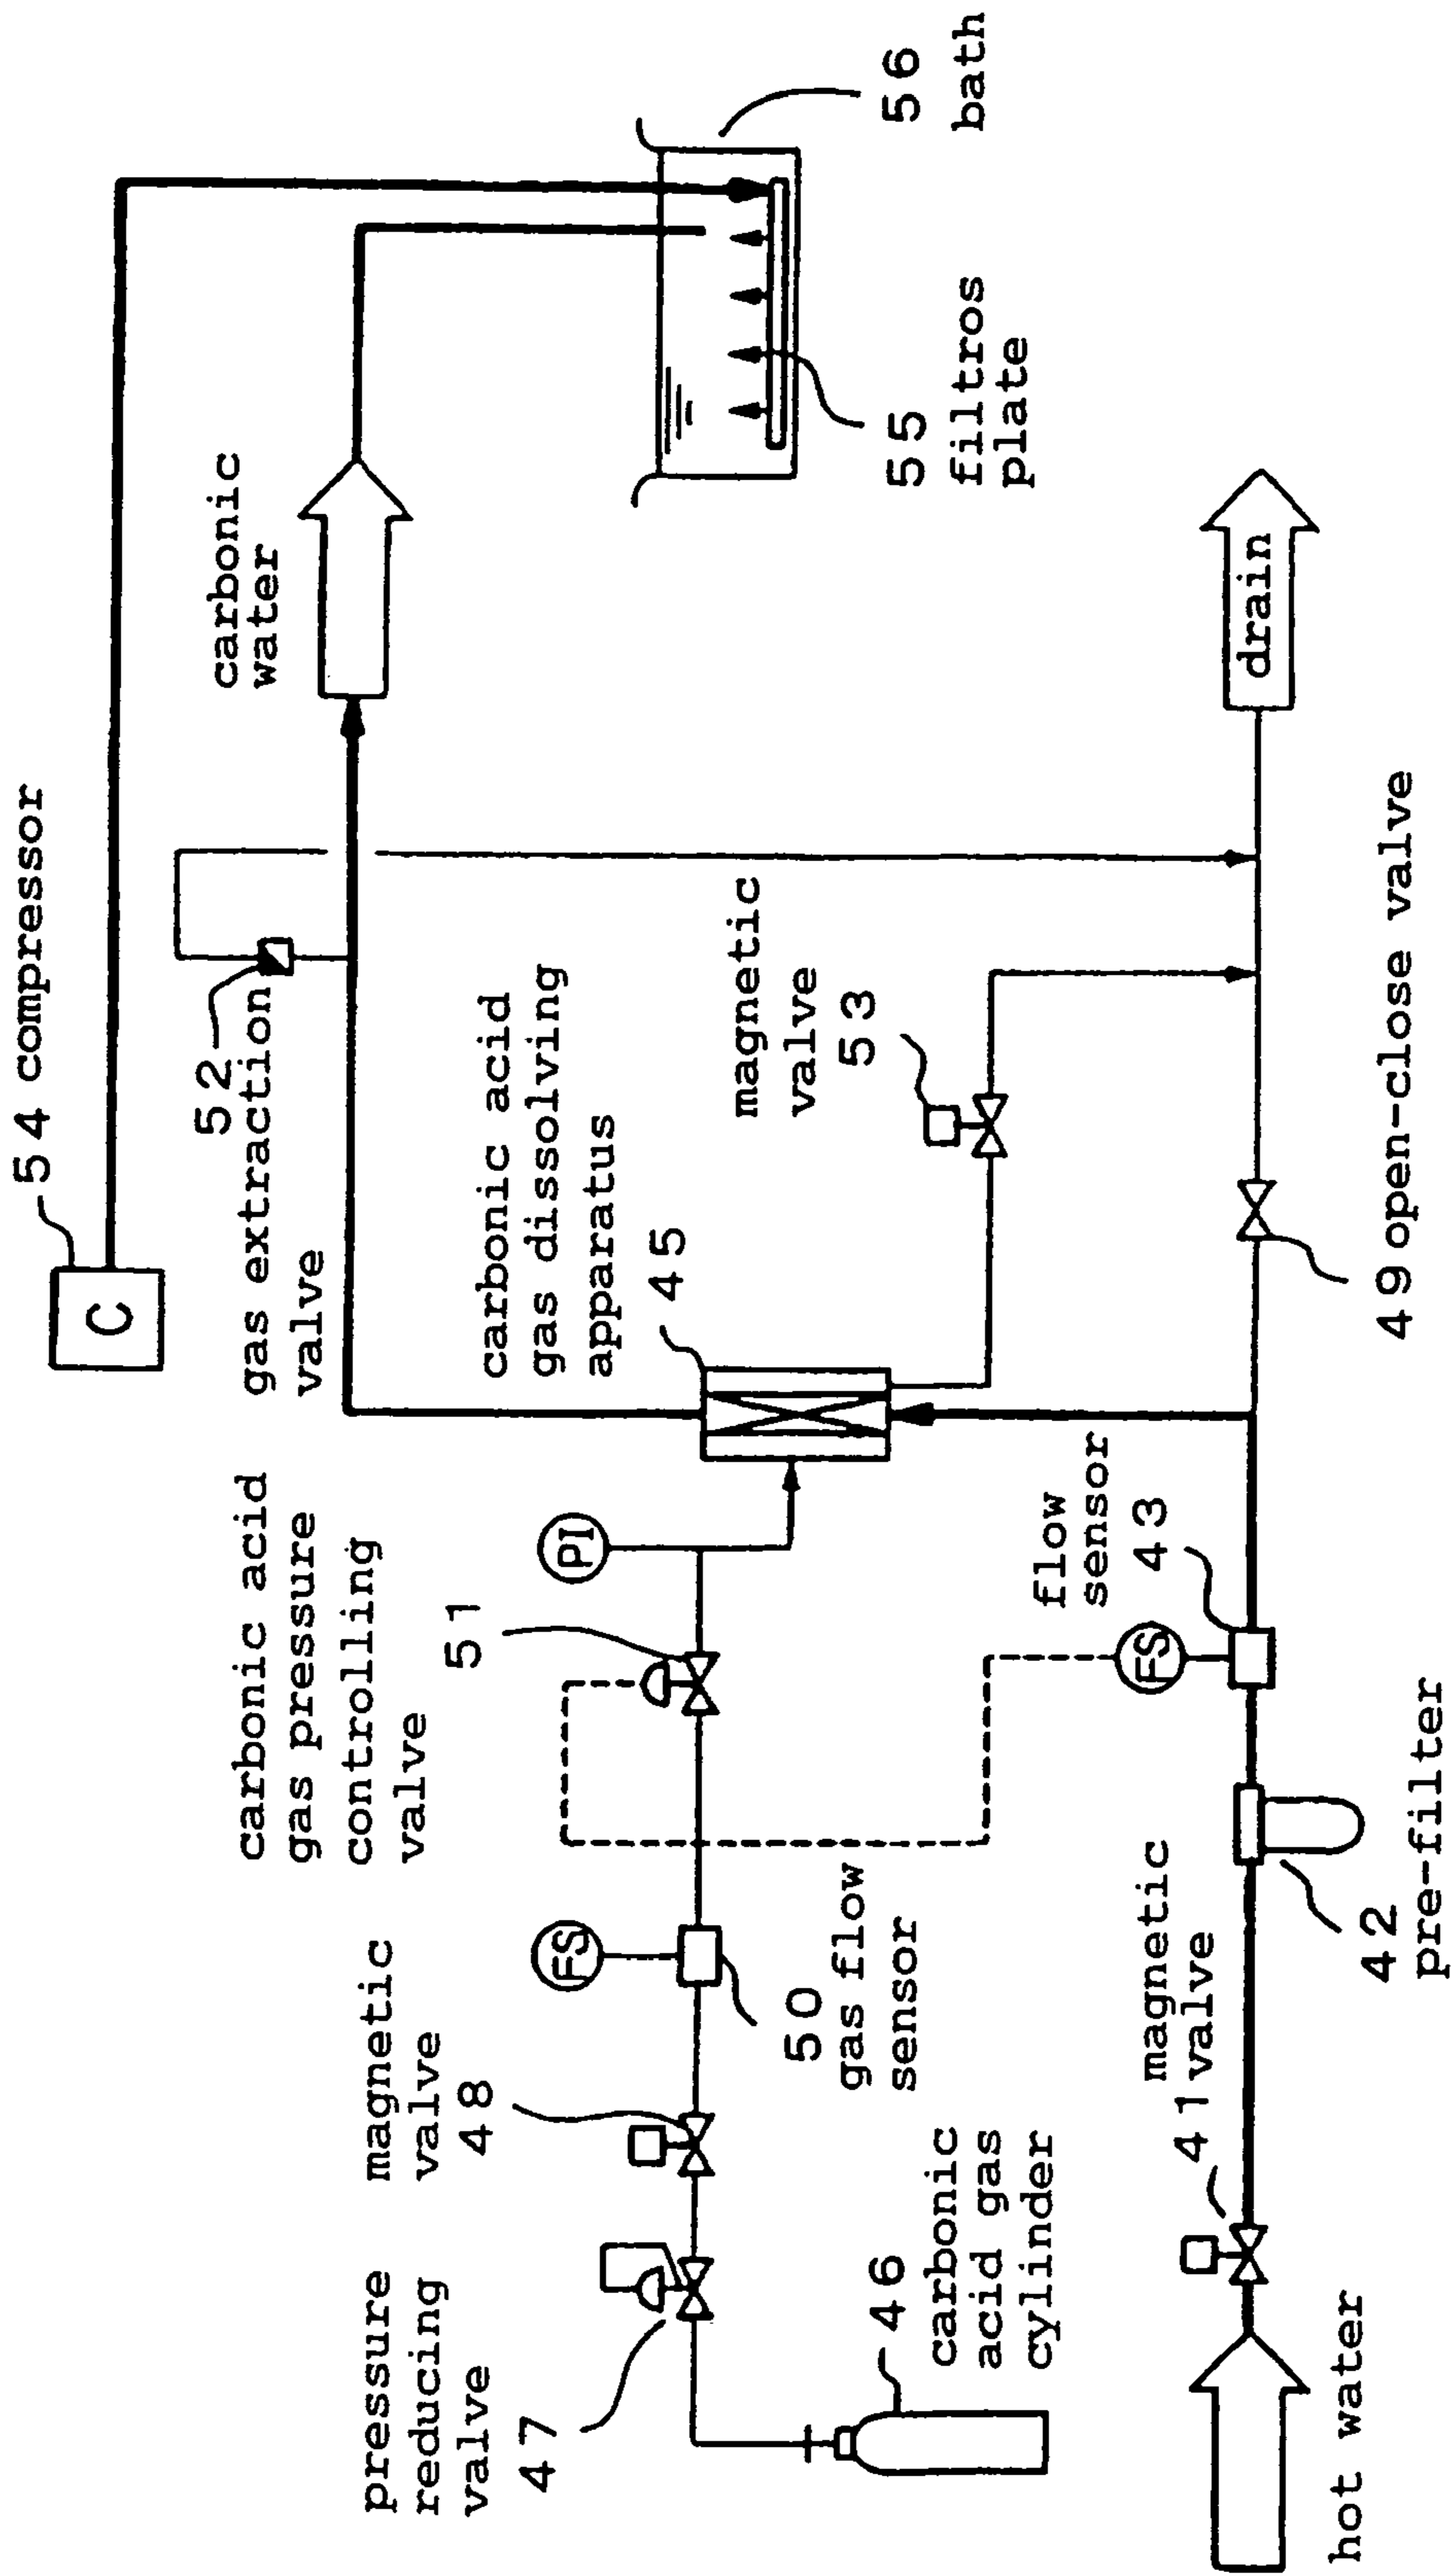 54 compressor
C
52
gas extraction
valve
carbonic
water
56
bath
55
filtros
plate
carbonic acid
gas pressure
controlling
valve
51
PI
carbonic acid
gas dissolving
apparatus
45
magnetic
valve
53
drain
49 open-close valve
pressure
reducing
valve
47
magnetic
valve
48
FS
50
gas flow
sensor
46
carbonic
acid gas
cylinder
flow
sensor
43
FS
magnetic
41 valve
42
pre-filter
hot water